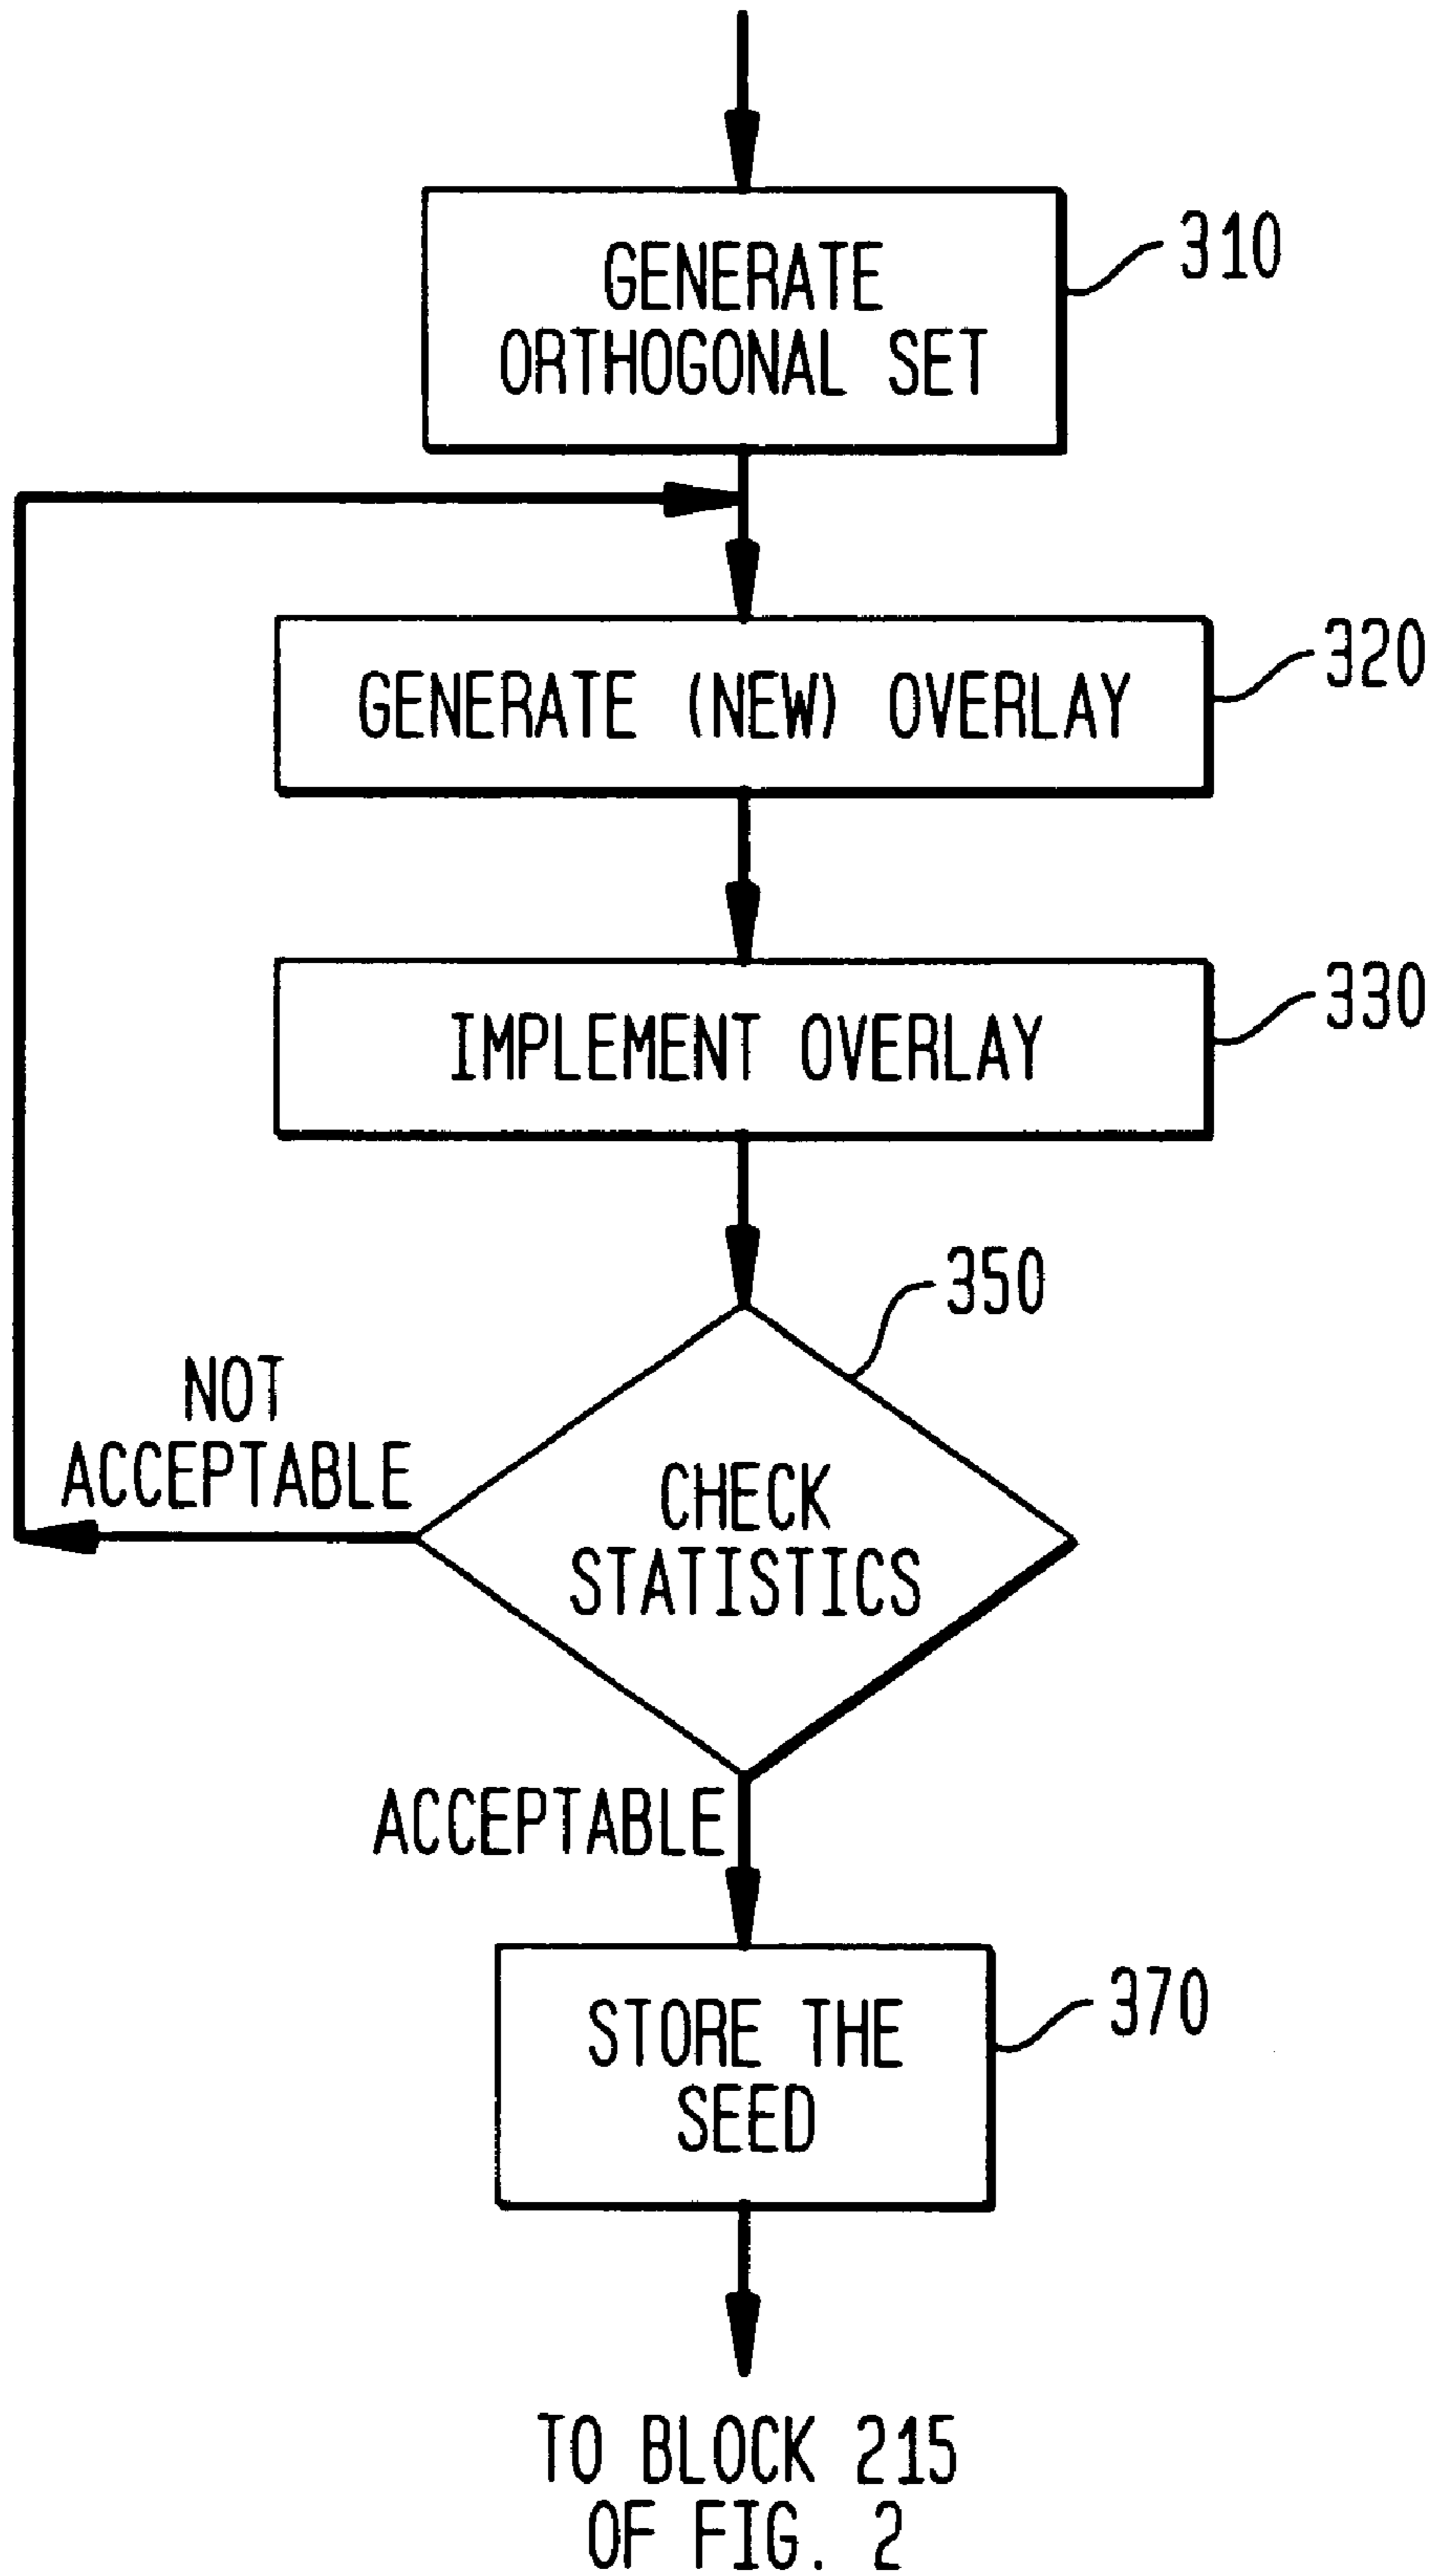 GENERATE
ORTHOGONAL SET
310
GENERATE (NEW) OVERLAY
320
IMPLEMENT OVERLAY
330
350
NOT
ACCEPTABLE
CHECK
STATISTICS
ACCEPTABLE
STORE THE
SEED
370
TO BLOCK 215
OF FIG. 2